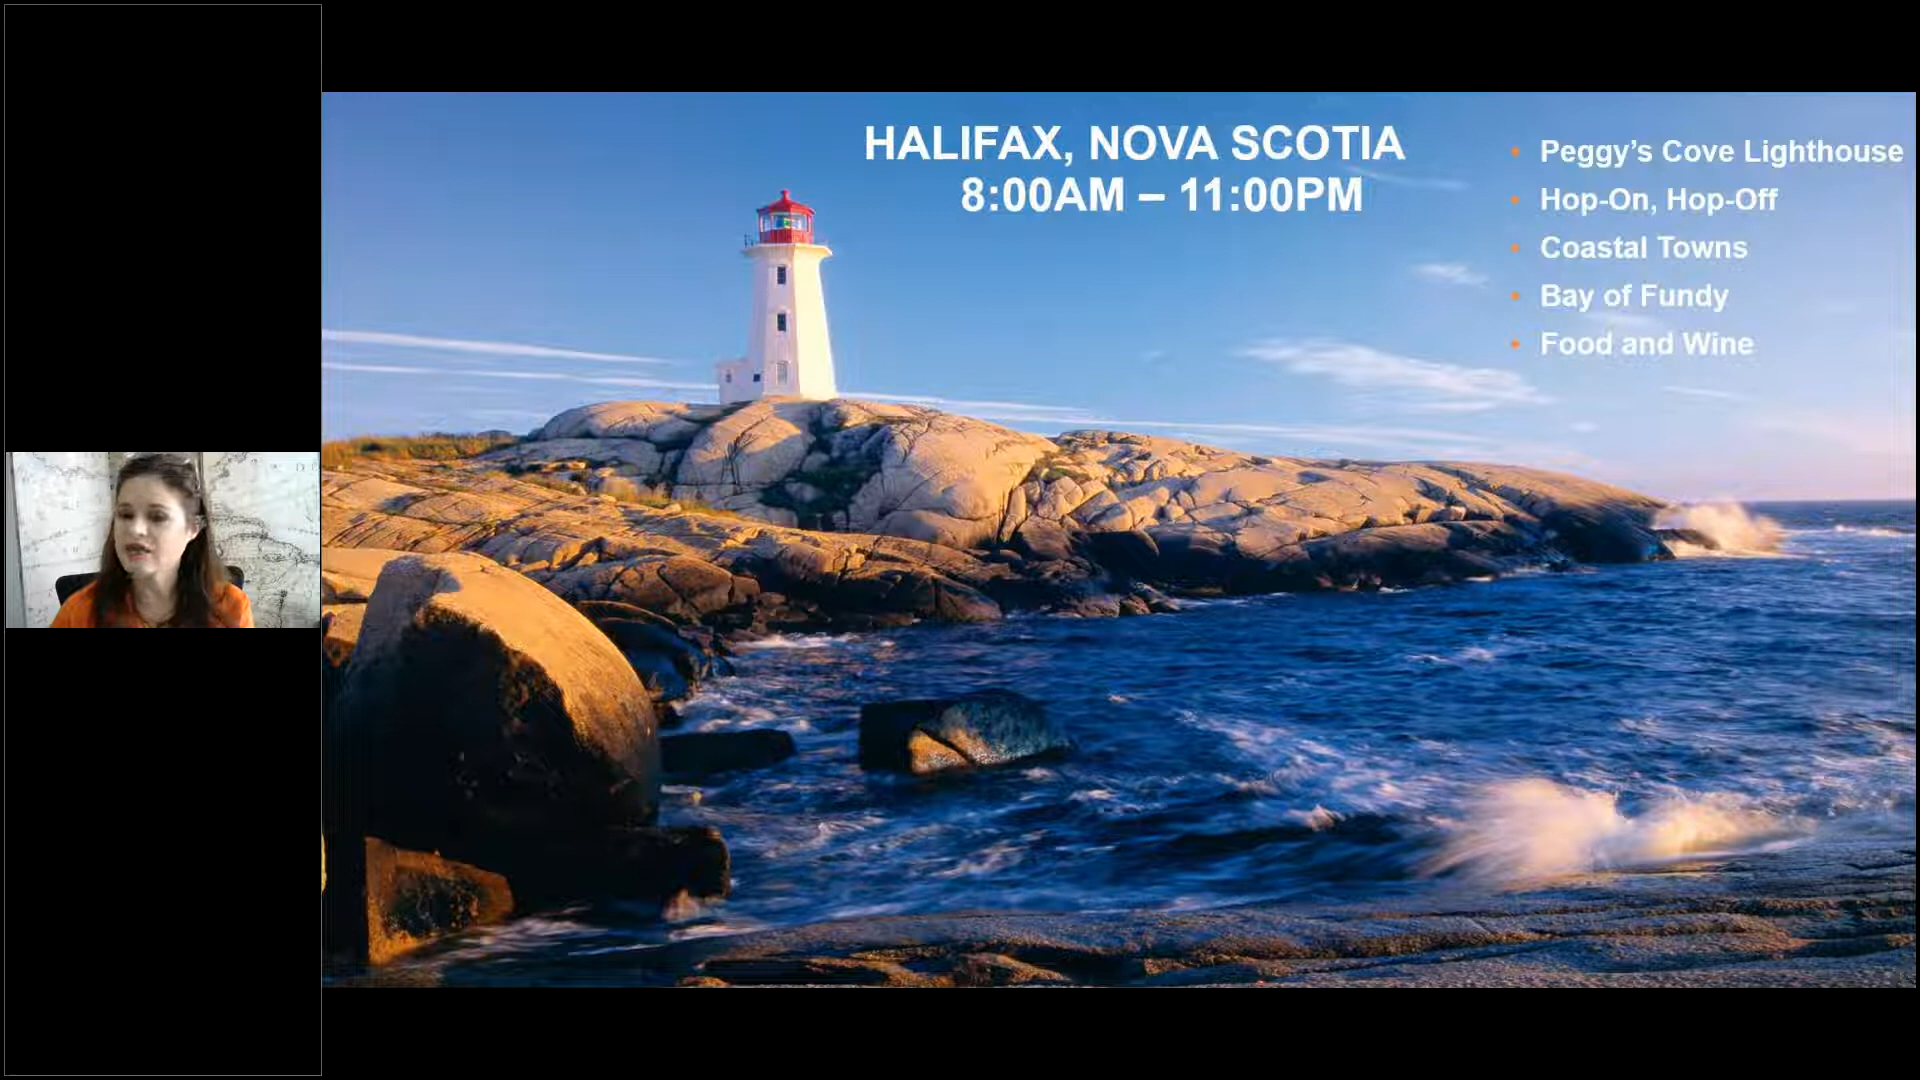 HALIFAX, NOVA SCOTIA
8:00AM – 11:00PM
• Peggy’s Cove Lighthouse
• Hop-On, Hop-Off
• Coastal Towns
• Bay of Fundy
• Food and Wine